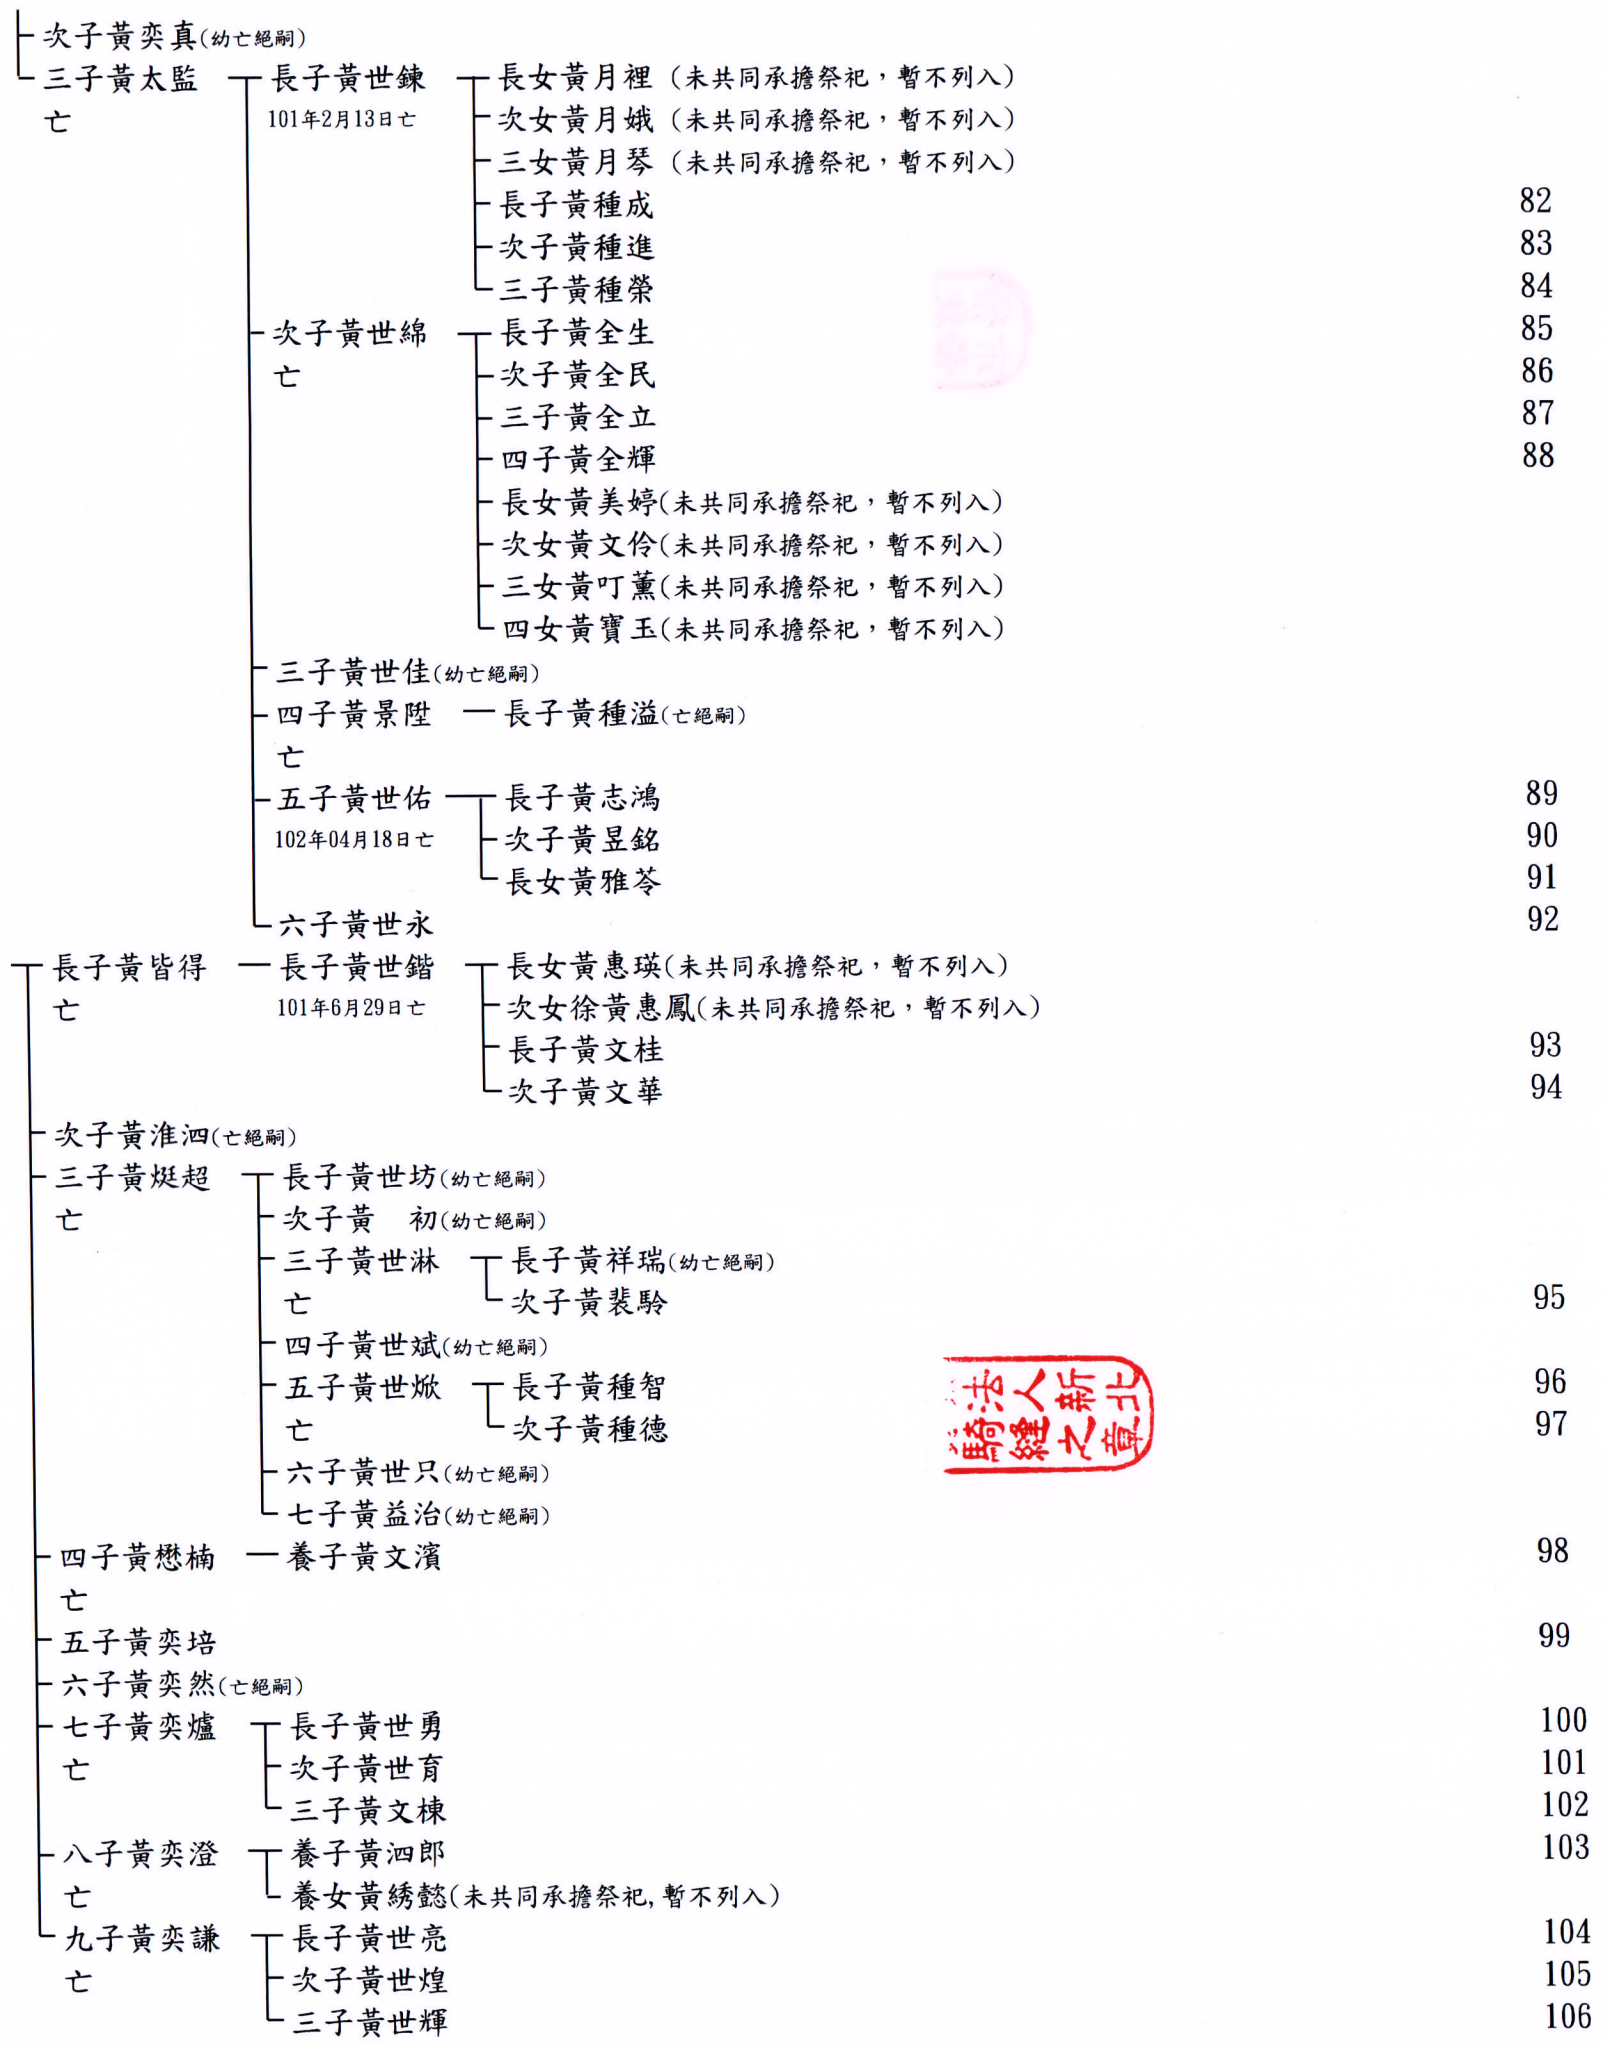 次子黃奕真(幼亡絕嗣)
三子黃太監 長子黃世鍊 長女黃月裡(未共同承擔祭祀，暫不列入)
亡 101年2月13日亡 次女黃月娥(未共同承擔祭祀，暫不列入)
三女黃月琴(未共同承擔祭祀，暫不列入)
長子黃種成 82
次子黃種進 83
三子黃種榮 84
次子黃世綿 長子黃全生 85
亡 次子黃全民 86
三子黃全立 87
四子黃全輝 88
長女黃美婷(未共同承擔祭祀，暫不列入)
次女黃文伶(未共同承擔祭祀，暫不列入)
三女黃叮薰(未共同承擔祭祀，暫不列入)
四女黃寶玉(未共同承擔祭祀，暫不列入)
三子黃世佳(幼亡絕嗣)
四子黃景陞 長子黃種溢(亡絕嗣)
亡
五子黃世佑 長子黃志鴻 89
102年04月18日亡 次子黃昱銘 90
長女黃雅苓 91
六子黃世永 92
長子黃皆得 長子黃世鍇 長女黃惠瑛(未共同承擔祭祀，暫不列入)
亡 101年6月29日亡 次女徐黃惠鳳(未共同承擔祭祀，暫不列入)
長子黃文桂 93
次子黃文華 94
次子黃淮泗(亡絕嗣)
三子黃烶超 長子黃世坊(幼亡絕嗣)
亡 次子黃　初(幼亡絕嗣)
三子黃世淋 長子黃祥瑞(幼亡絕嗣)
亡 次子黃裴駖 95
四子黃世斌(幼亡絕嗣)
五子黃世焮 長子黃種智 96
亡 次子黃種德 97
六子黃世只(幼亡絕嗣)
七子黃益治(幼亡絕嗣)
法人新北
騎縫之章
四子黃懋楠 養子黃文濱 98
亡
五子黃奕培 99
六子黃奕然(亡絕嗣)
七子黃奕爐 長子黃世勇 100
亡 次子黃世育 101
三子黃文棟 102
八子黃奕澄 養子黃泗郎 103
亡 養女黃綉懿(未共同承擔祭祀,暫不列入)
九子黃奕謙 長子黃世亮 104
亡 次子黃世煌 105
三子黃世輝 106